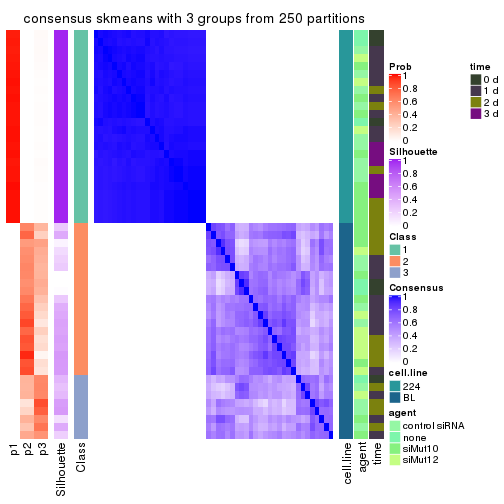 consensus skmeans with 3 groups from 250 partitions
Prob
1
0.8
0.6
0.4
0.2
0
time
0 d
1 d
2 d
3 d
Silhouette
1
0.8
0.6
0.4
0.2
0
Class
1
2
3
Consensus
1
0.8
0.6
0.4
0.2
0
cell.line
224
BL
agent
control siRNA
none
siMut10
siMut12
p1
p2
p3
Silhouette
Class
cell.line
agent
time